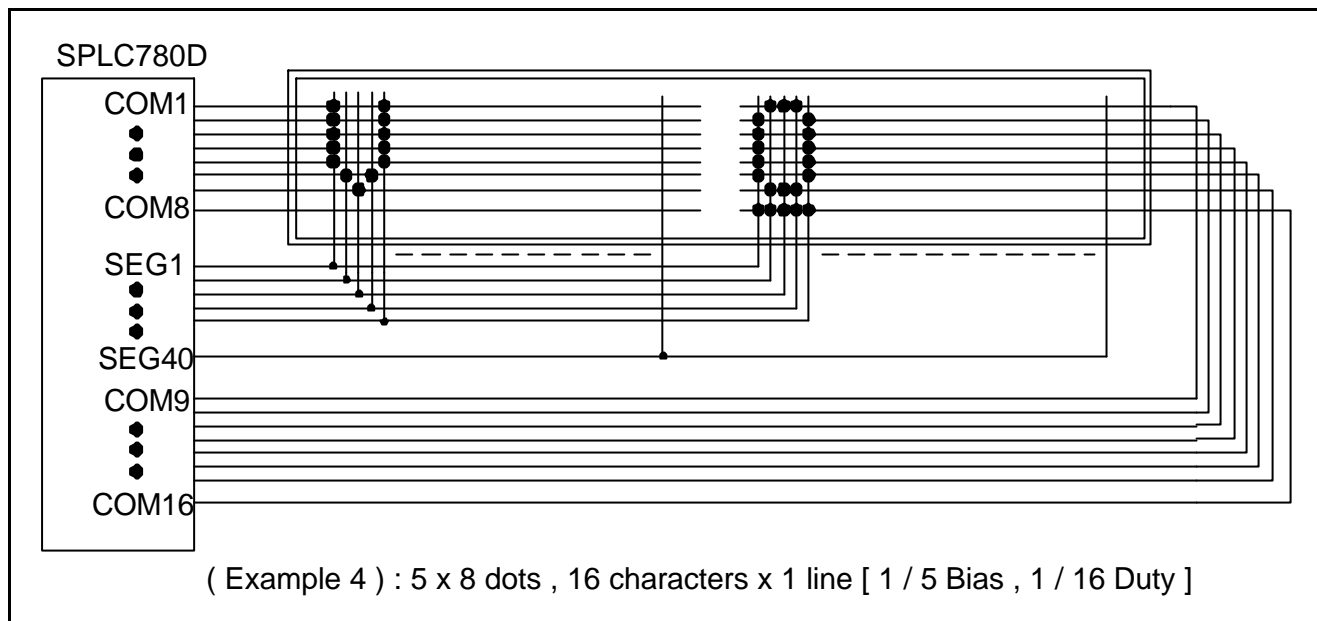 SPLC780D
COM1
COM8
SEG1
SEG40
COM9
COM16
( Example 4 ) : 5 x 8 dots , 16 characters x 1 line [ 1 / 5 Bias , 1 / 16 Duty ]